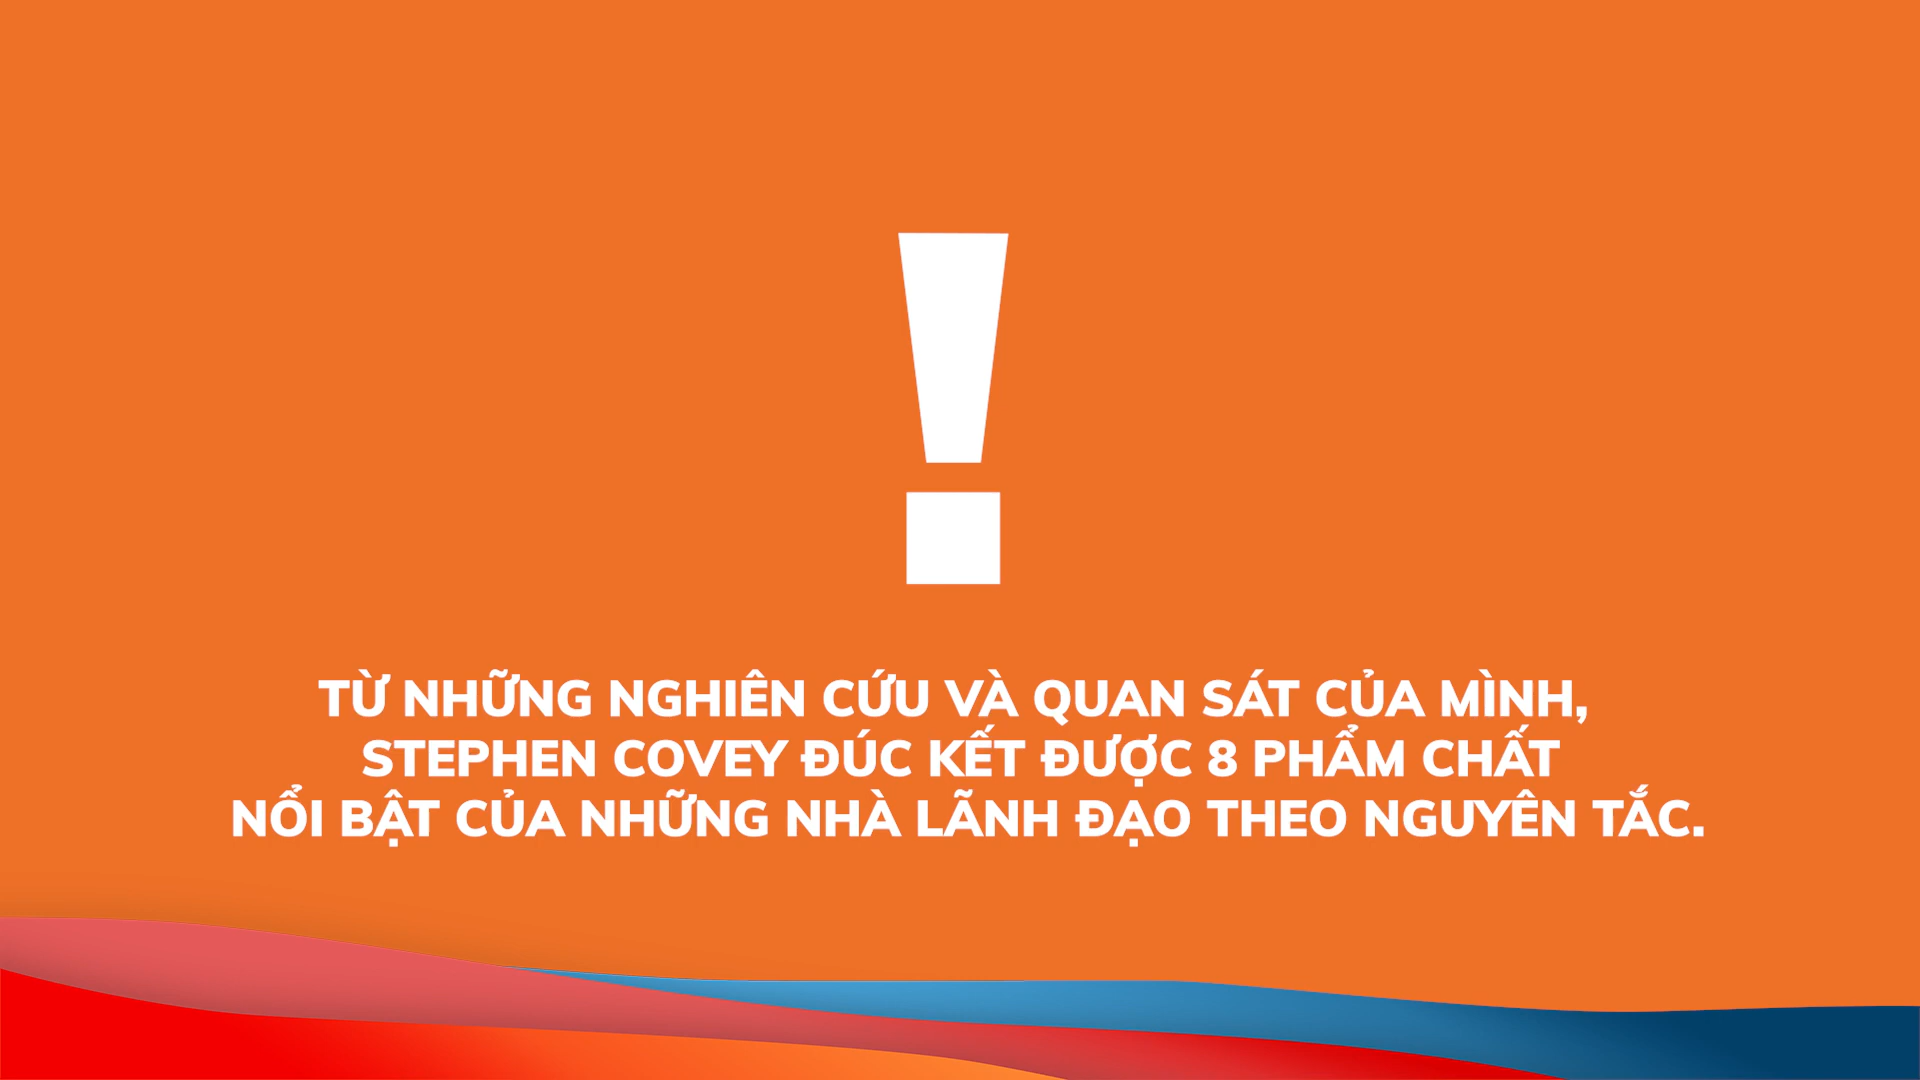 !
TỪ NHỮNG NGHIÊN CỨU VÀ QUAN SÁT CỦA MÌNH,
STEPHEN COVEY ĐÚC KẾT ĐƯỢC 8 PHẨM CHẤT
NỔI BẬT CỦA NHỮNG NHÀ LÃNH ĐẠO THEO NGUYÊN TẮC.